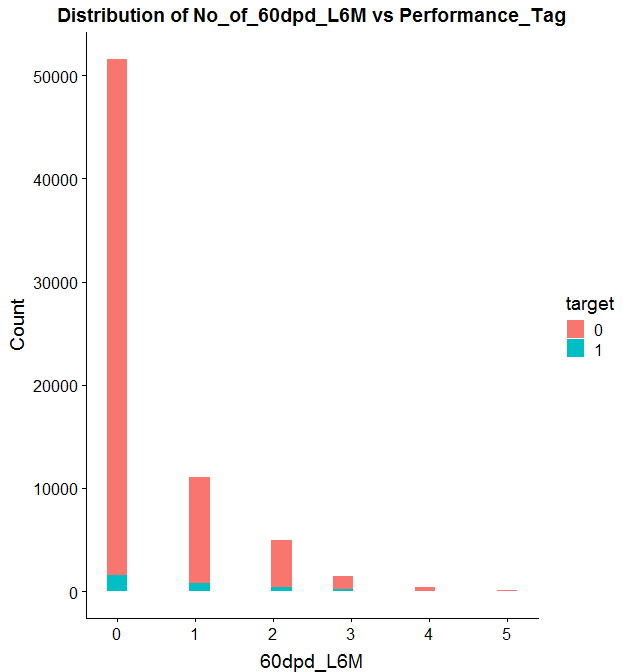 Distribution of No_of_60dpd_L6M vs Performance_Tag
50000
40000
30000
20000
10000
0
Count
0 1 2 3 4 5
60dpd_L6M
target
0
1